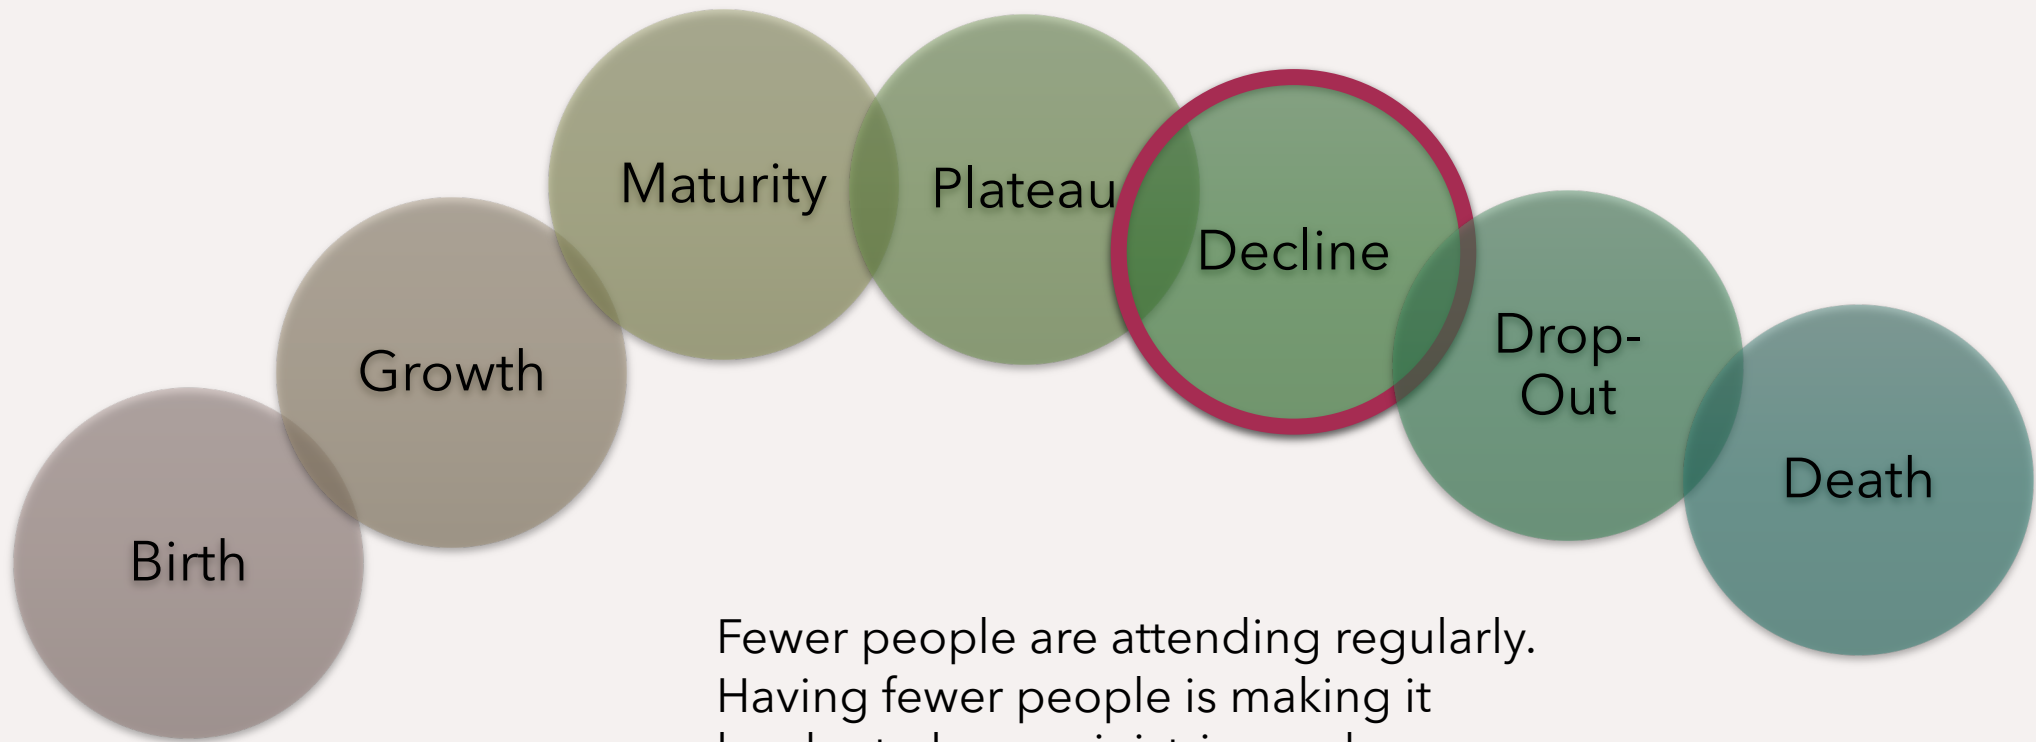 Birth
Growth
Maturity
Plateau
Decline
Drop-
Out
Death
Fewer people are attending regularly.
Having fewer people is making it